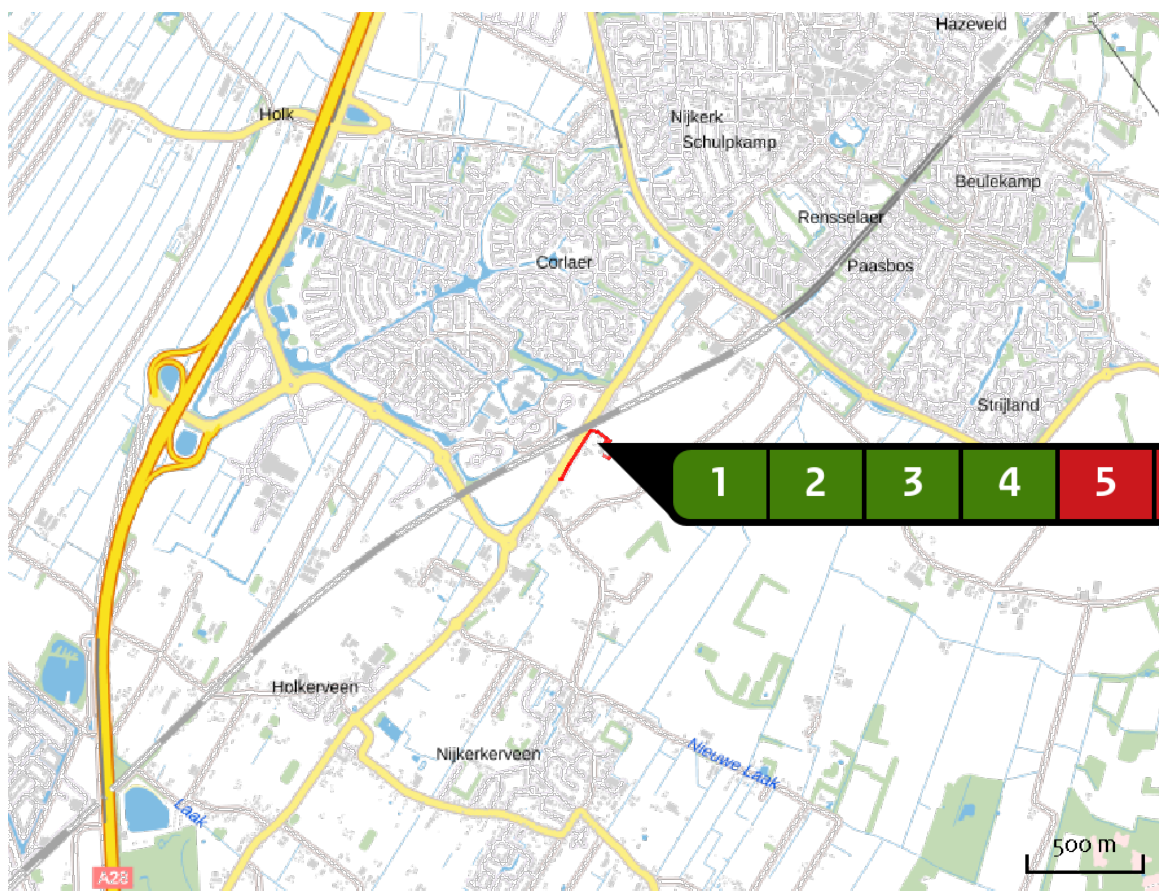 Hazeveld
Holk
Nijkerk
Schulpkamp
Beulekamp
Rensselaer
Corlaer
Paasbos
Strijland
1 2 3 4 5
Holkerveen
Nijkerkerveen
Nieuwe Laak
Laak
500 m
A28